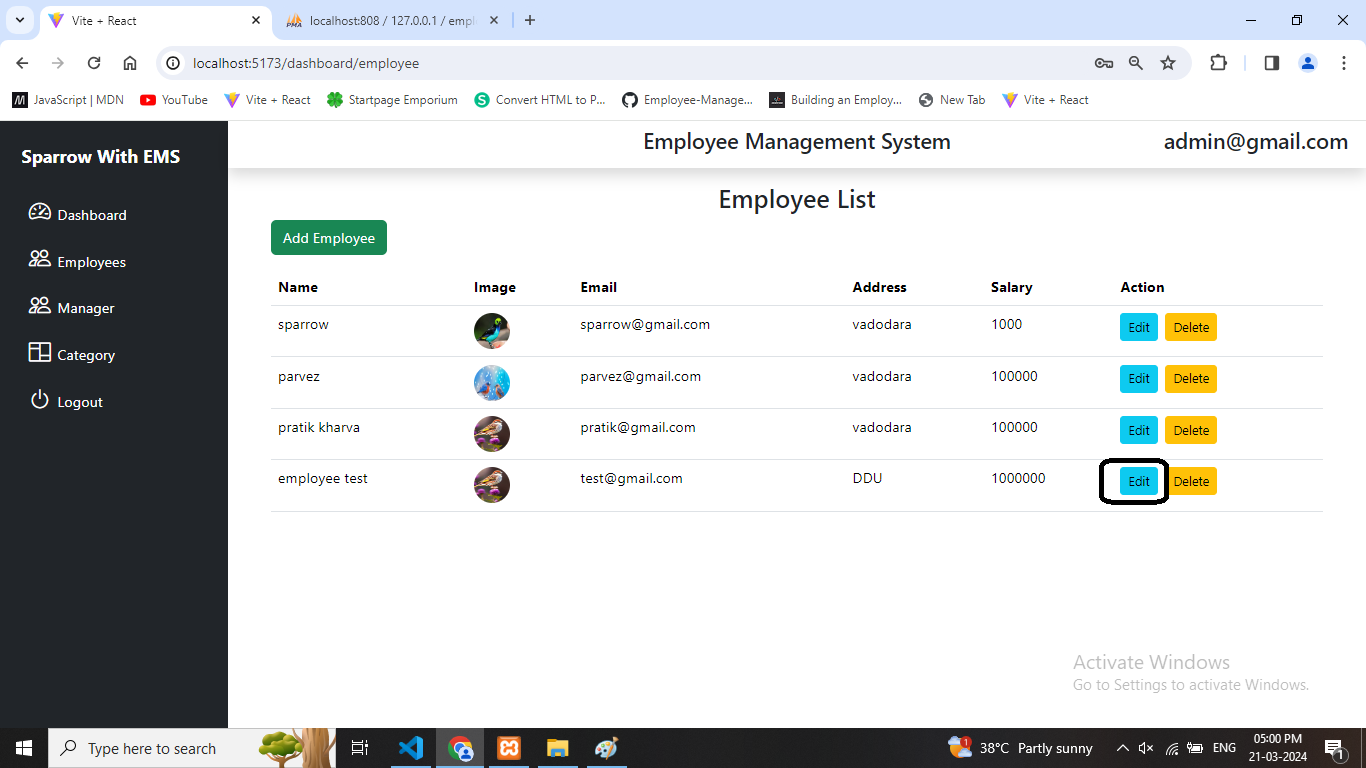 Vite + React
localhost:808 / 127.0.0.1 / empl
localhost:5173/dashboard/employee
JavaScript | MDN YouTube Vite + React Startpage Emporium Convert HTML to P... Employee-Manage... Building an Employ... New Tab Vite + React
Sparrow With EMS
Employee Management System
admin@gmail.com
Dashboard
Employees
Manager
Category
Logout
Employee List
Add Employee
Name Image Email Address Salary Action
sparrow sparrow@gmail.com vadodara 1000 Edit Delete
parvez parvez@gmail.com vadodara 100000 Edit Delete
pratik kharva pratik@gmail.com vadodara 100000 Edit Delete
employee test test@gmail.com DDU 1000000 Edit Delete
Activate Windows
Go to Settings to activate Windows.
Type here to search
1
38°C Partly sunny
ENG
05:00 PM
21-03-2024
1